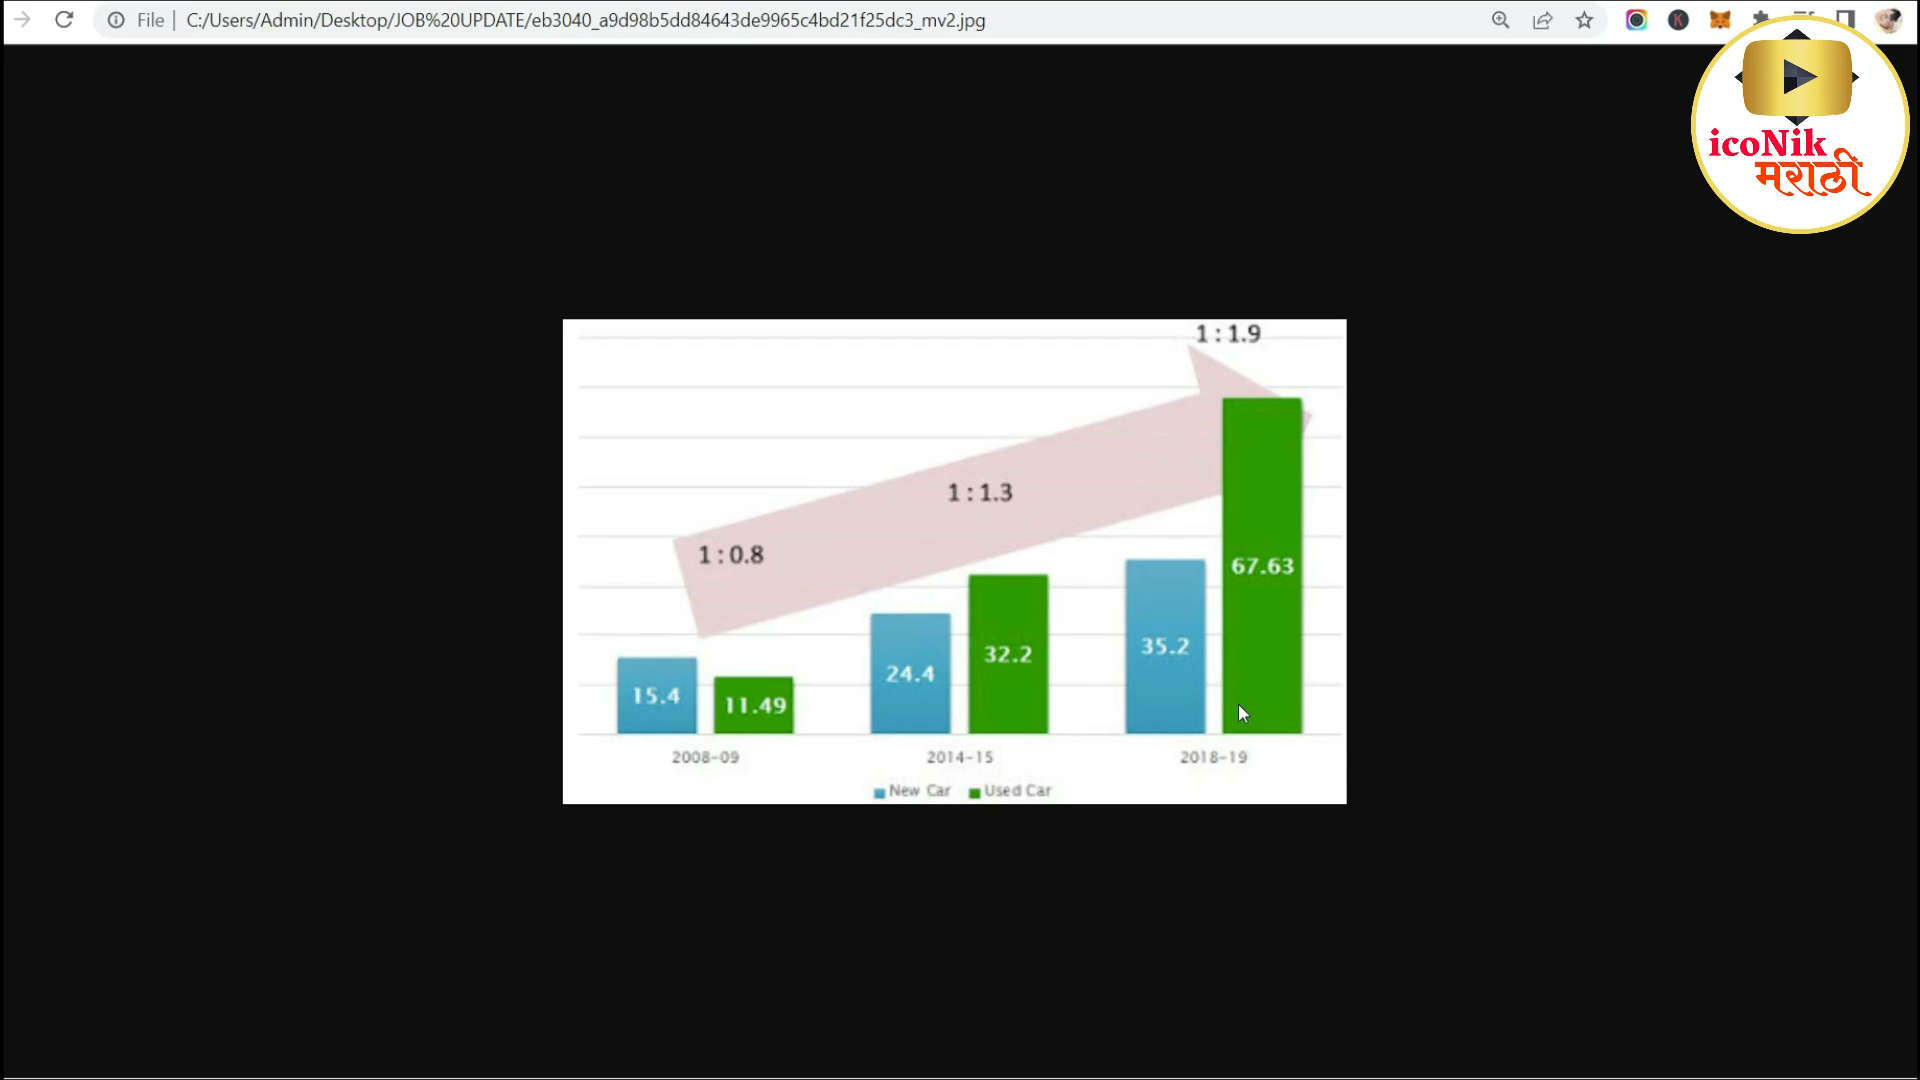 File | C:/Users/Admin/Desktop/JOB%20UPDATE/eb3040_a9d98b5dd84643de9965c4bd21f25dc3_mv2.jpg
K
icoNik
मराठी
1 : 1.9
1 : 1.3
1 : 0.8
67.63
35.2
32.2
24.4
15.4
11.49
2008-09 2014-15 2018-19
New Car Used Car